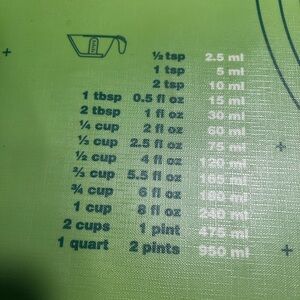 ½ tsp 2.5 ml
1 tsp 5 ml
2 tsp 10 ml
1 tbsp 0.5 fl oz 15 ml
2 tbsp 1 fl oz 30 ml
¼ cup 2 fl oz 60 ml
⅓ cup 2.5 fl oz 75 ml
½ cup 4 fl oz 120 ml
⅔ cup 5.5 fl oz 165 ml
¾ cup 6 fl oz 180 ml
1 cup 8 fl oz 240 ml
2 cups 1 pint 475 ml
1 quart 2 pints 950 ml